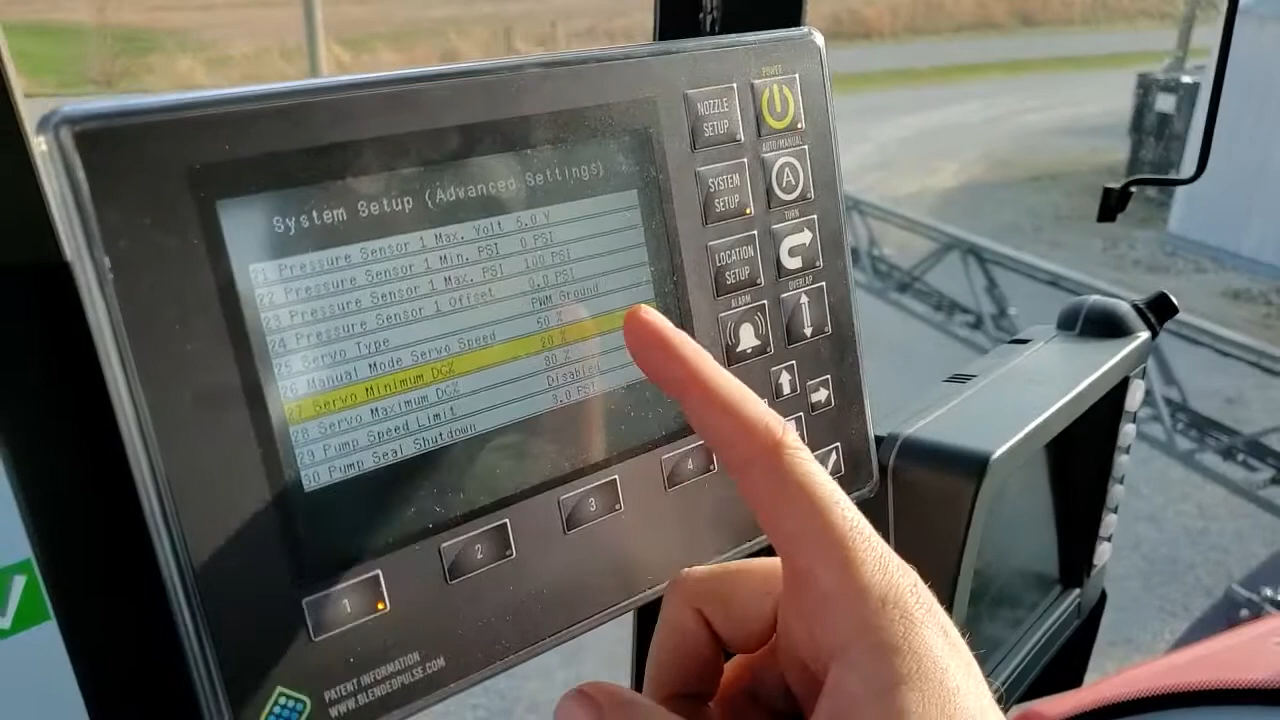 System Setup (Advanced Settings)
21 Pressure Sensor 1 Max. Volt 5.0 V
22 Pressure Sensor 1 Min. PSI 0 PSI
23 Pressure Sensor 1 Max. PSI 100 PSI
24 Pressure Sensor 1 Offset 0.0 PSI
25 Servo Type PWM Ground
26 Manual Mode Servo Speed 50 %
27 Servo Minimum DC% 20 %
28 Servo Maximum DC% 80 %
29 Pump Speed Limit Disabled
30 Pump Seal Shutdown 3.0 PSI
NOZZLE
SETUP
POWER
SYSTEM
SETUP
AUTO/MANUAL
A
LOCATION
SETUP
TURN
ALARM
OVERLAP
1
2
3
4
PATENT INFORMATION
WWW.BLENDEDPULSE.COM